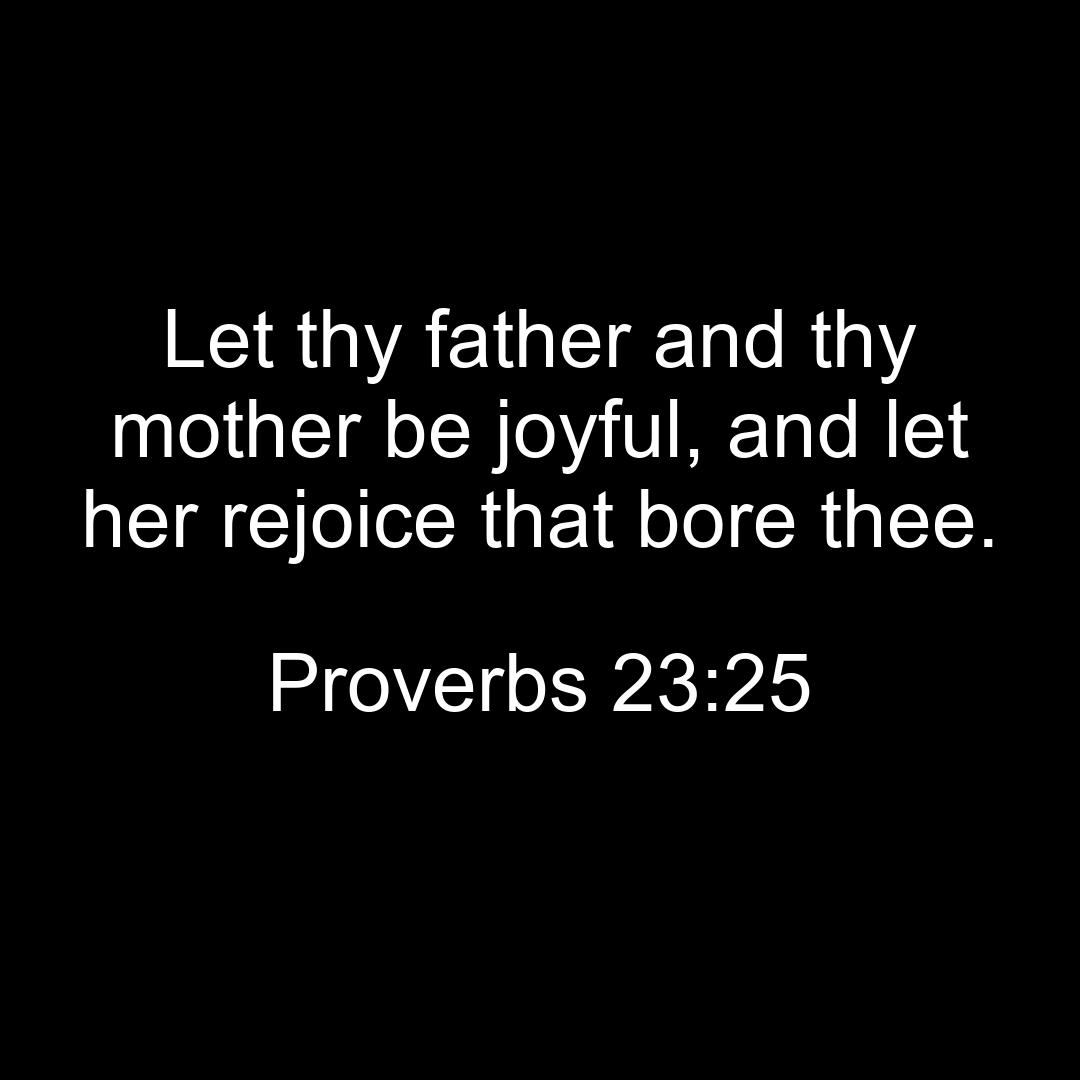 Let thy father and thy
mother be joyful, and let
her rejoice that bore thee.
Proverbs 23:25